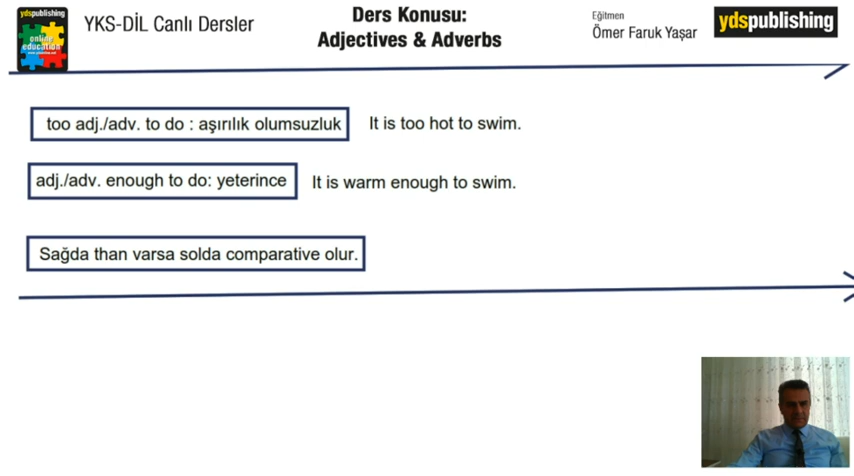 ydspublishing
online
education
YKS-DİL Canlı Dersler
Ders Konusu:
Adjectives & Adverbs
Eğitmen
Ömer Faruk Yaşar
ydspublishing
too adj./adv. to do : aşırılık olumsuzluk
It is too hot to swim.
adj./adv. enough to do: yeterince
It is warm enough to swim.
Sağda than varsa solda comparative olur.